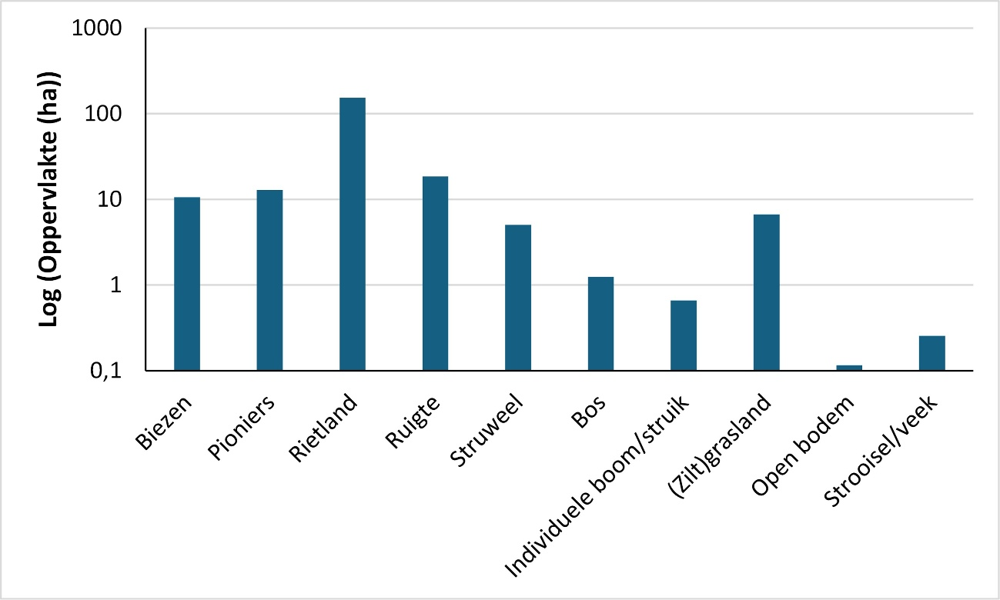 Log (Oppervlakte (ha))
1000
100
10
1
0,1
Biezen
Pioniers
Rietland
Ruigte
Struweel
Bos
Individuele boom/struik
(Zilt)grasland
Open bodem
Strooisel/veek